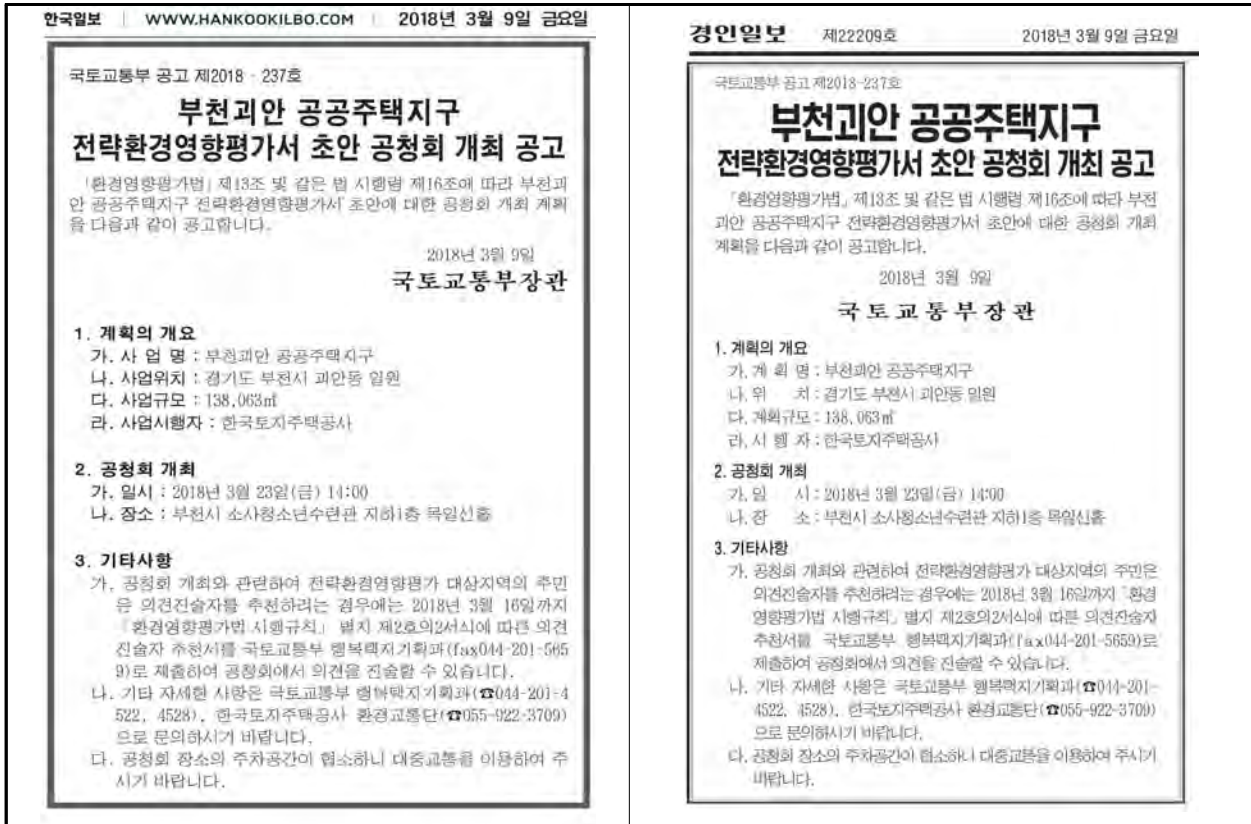 한국일보 | WWW.HANKOOKILBO.COM | 2018년 3월 9일 금요일
국토교통부 공고 제2018 - 237호
부천괴안 공공주택지구
전략환경영향평가서 초안 공청회 개최 공고
「환경영향평가법」 제13조 및 같은 법 시행령 제16조에 따라 부천괴
안 공공주택지구 전략환경영향평가서 초안에 대한 공청회 개최 계획
을 다음과 같이 공고합니다.
2018년 3월 9일
국토교통부장관
1. 계획의 개요
가. 사 업 명 : 부천괴안 공공주택지구
나. 사업위치 : 경기도 부천시 괴안동 일원
다. 사업규모 : 138,063㎡
라. 사업시행자 : 한국토지주택공사
2. 공청회 개최
가. 일시 : 2018년 3월 23일(금) 14:00
나. 장소 : 부천시 소사청소년수련관 지하1층 목일신홀
3. 기타사항
가. 공청회 개최와 관련하여 전략환경영향평가 대상지역의 주민
은 의견진술자를 추천하려는 경우에는 2018년 3월 16일까지
「환경영향평가법 시행규칙」 별지 제2호의2서식에 따른 의견
진술자 추천서를 국토교통부 행복택지기획과(fax044-201-565
9)로 제출하여 공청회에서 의견을 진술할 수 있습니다.
나. 기타 자세한 사항은 국토교통부 행복택지기획과(☎044-201-4
522, 4528), 한국토지주택공사 환경교통단(☎055-922-3709)
으로 문의하시기 바랍니다.
다. 공청회 장소의 주차공간이 협소하니 대중교통을 이용하여 주
시기 바랍니다.
경인일보 제22209호 2018년 3월 9일 금요일
국토교통부 공고 제2018-237호
부천괴안 공공주택지구
전략환경영향평가서 초안 공청회 개최 공고
「환경영향평가법」 제13조 및 같은 법 시행령 제16조에 따라 부천
괴안 공공주택지구 전략환경영향평가서 초안에 대한 공청회 개최
계획을 다음과 같이 공고합니다.
2018년 3월 9일
국토교통부장관
1. 계획의 개요
가. 계 획 명 : 부천괴안 공공주택지구
나. 위 치 : 경기도 부천시 괴안동 일원
다. 계획규모 : 138,063㎡
라. 시 행 자 : 한국토지주택공사
2. 공청회 개최
가. 일 시 : 2018년 3월 23일(금) 14:00
나. 장 소 : 부천시 소사청소년수련관 지하1층 목일신홀
3. 기타사항
가. 공청회 개최와 관련하여 전략환경영향평가 대상지역의 주민은
의견진술자를 추천하려는 경우에는 2018년 3월 16일까지 「환경
영향평가법 시행규칙」 별지 제2호의2서식에 따른 의견진술자
추천서를 국토교통부 행복택지기획과(fax044-201-5659)로
제출하여 공청회에서 의견을 진술할 수 있습니다.
나. 기타 자세한 사항은 국토교통부 행복택지기획과(☎044-201-
4522, 4528), 한국토지주택공사 환경교통단(☎055-922-3709)
으로 문의하시기 바랍니다.
다. 공청회 장소의 주차공간이 협소하니 대중교통을 이용하여 주시기
바랍니다.